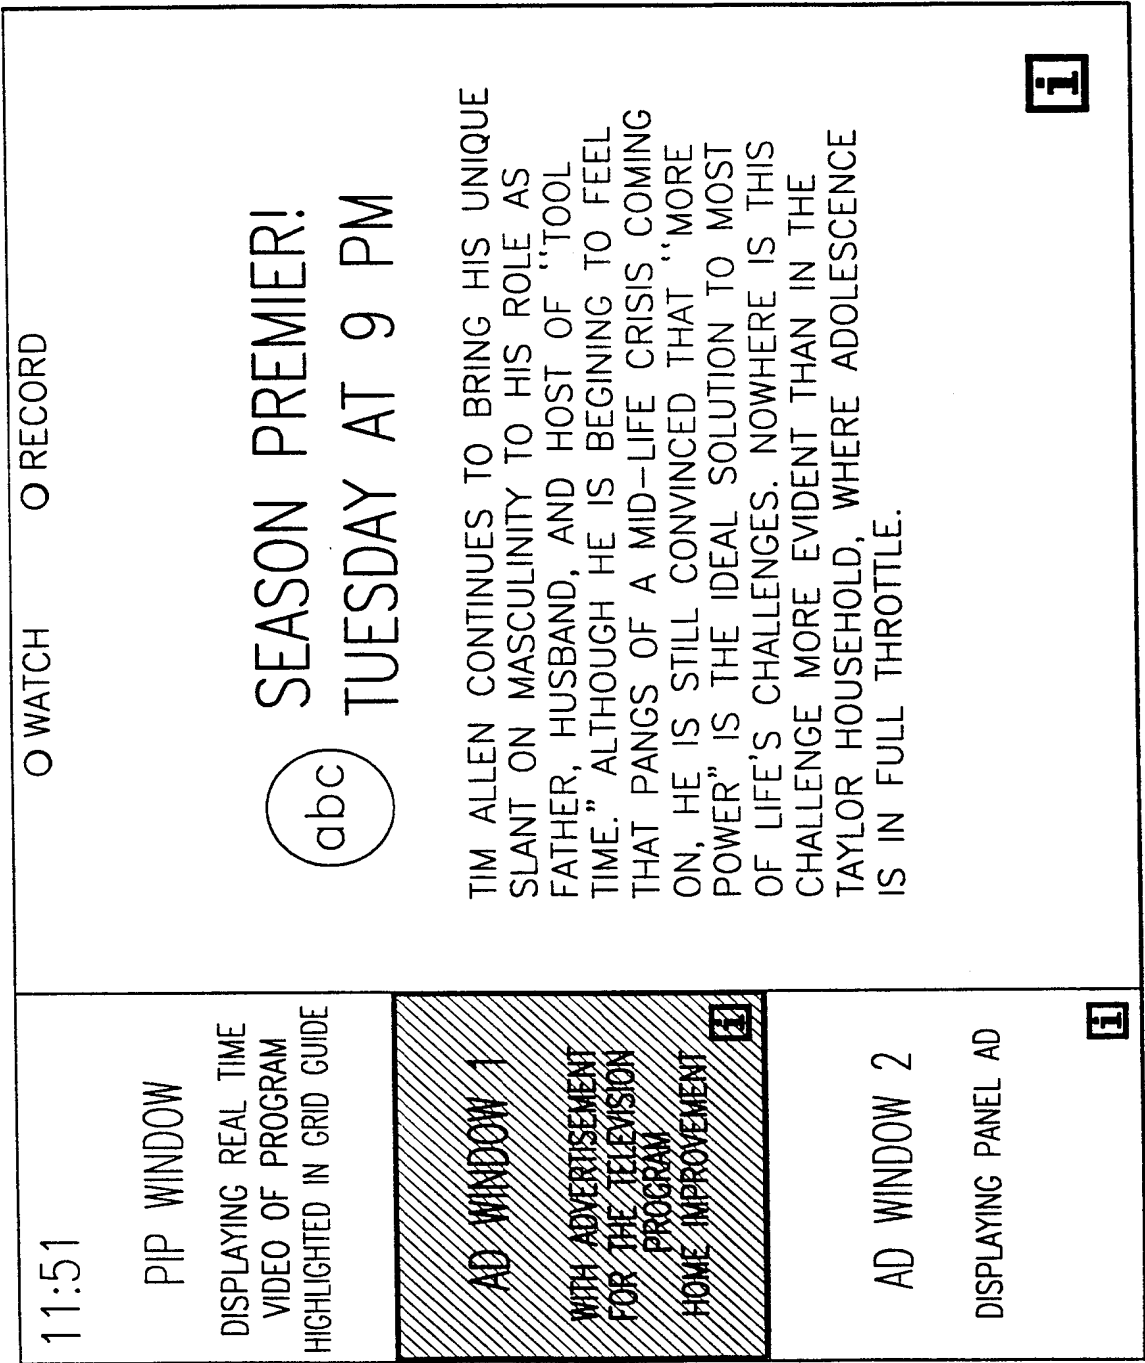 11:51
O WATCH
O RECORD
PIP WINDOW
DISPLAYING REAL TIME
VIDEO OF PROGRAM
HIGHLIGHTED IN GRID GUIDE
AD WINDOW 1
WITH ADVERTISEMENT
FOR THE TELEVISION
PROGRAM
HOME IMPROVEMENT
i
AD WINDOW 2
DISPLAYING PANEL AD
i
abc
SEASON PREMIER!
TUESDAY AT 9 PM
TIM ALLEN CONTINUES TO BRING HIS UNIQUE
SLANT ON MASCULINITY TO HIS ROLE AS
FATHER, HUSBAND, AND HOST OF ``TOOL
TIME.” ALTHOUGH HE IS BEGINING TO FEEL
THAT PANGS OF A MID–LIFE CRISIS COMING
ON, HE IS STILL CONVINCED THAT ``MORE
POWER” IS THE IDEAL SOLUTION TO MOST
OF LIFE'S CHALLENGES. NOWHERE IS THIS
CHALLENGE MORE EVIDENT THAN IN THE
TAYLOR HOUSEHOLD, WHERE ADOLESCENCE
IS IN FULL THROTTLE.
i